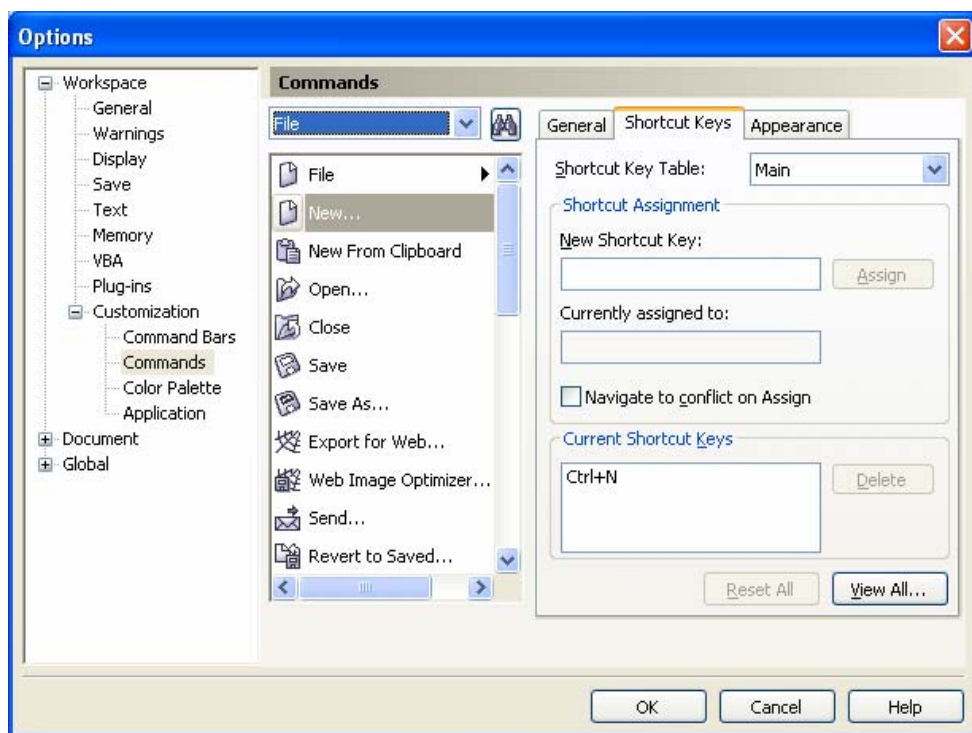 Options
Workspace
General
Warnings
Display
Save
Text
Memory
VBA
Plug-ins
Customization
Command Bars
Commands
Color Palette
Application
Document
Global
Commands
File
File
New...
New From Clipboard
Open...
Close
Save
Save As...
Export for Web...
Web Image Optimizer...
Send...
Revert to Saved...
General Shortcut Keys Appearance
Shortcut Key Table: Main
Shortcut Assignment
New Shortcut Key:
Assign
Currently assigned to:
Navigate to conflict on Assign
Current Shortcut Keys
Ctrl+N
Delete
Reset All View All...
OK Cancel Help